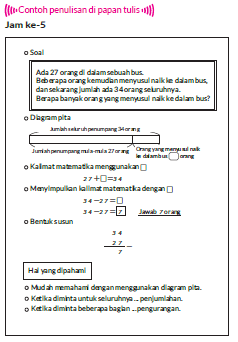 Contoh penulisan di papan tulis
Jam ke-5
Soal
Ada 27 orang di dalam sebuah bus.
Beberapa orang kemudian menyusul naik ke dalam bus,
dan sekarang jumlah ada 34 orang seluruhnya.
Berapa banyak orang yang menyusul naik ke dalam bus?
Diagram pita
Jumlah seluruh penumpang 34 orang
Jumlah penumpang mula-mula 27 orang
Orang yang menyusul naik
ke dalam bus □ orang
Kalimat matematika menggunakan □
27+□=34
Menyimpulkan kalimat matematika dengan □
34-27=□
34-27=7 Jawab 7 orang
Bentuk susun
34
27 -
7
Hal yang dipahami
Mudah memahami dengan menggunakan diagram pita.
Ketika diminta untuk seluruhnya ... penjumlahan.
Ketika diminta beberapa bagian ... pengurangan.